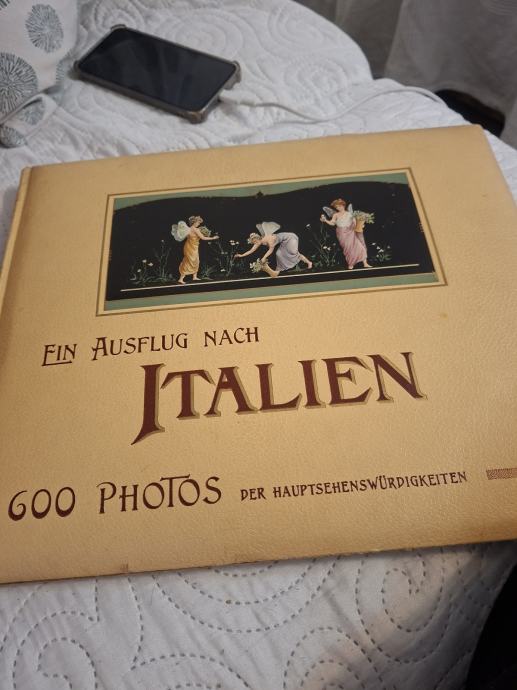 EIN AUSFLUG NACH
ITALIEN
600 PHOTOS DER HAUPTSEHENSWÜRDIGKEITEN